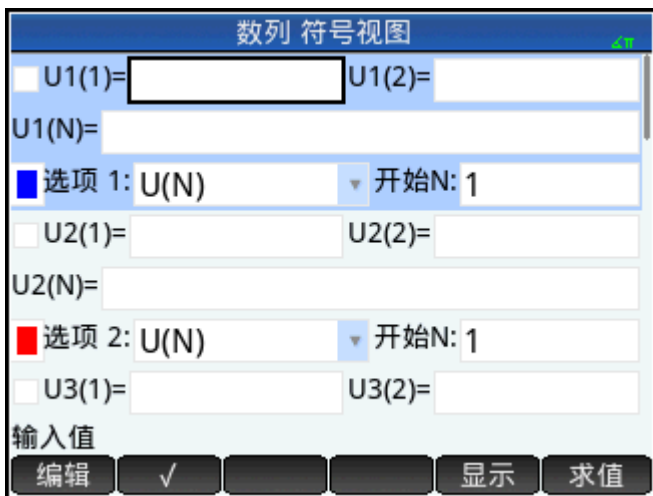 数列 符号视图
∠π
U1(1)= U1(2)=
U1(N)=
选项 1: U(N) 开始N: 1
U2(1)= U2(2)=
U2(N)=
选项 2: U(N) 开始N: 1
U3(1)= U3(2)=
输入值
编辑 √ 显示 求值